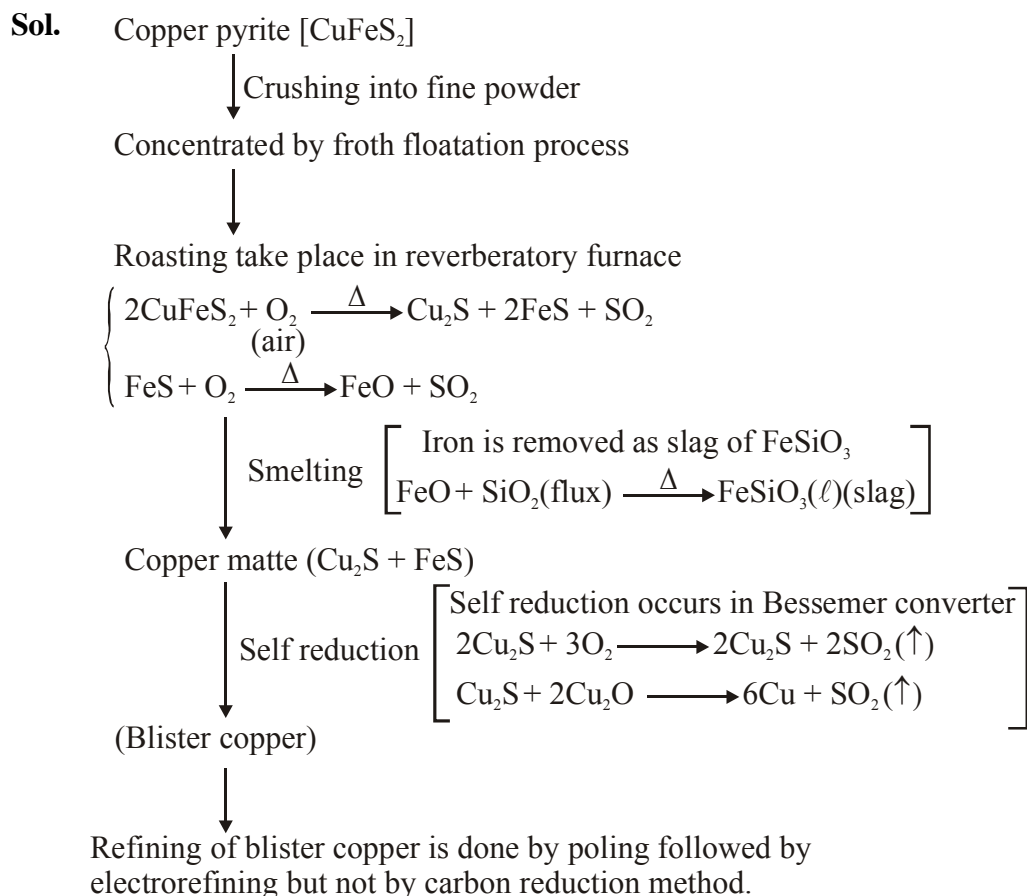 Sol. Copper pyrite [CuFeS₂]
Crushing into fine powder
Concentrated by froth floatation process
Roasting take place in reverberatory furnace
2CuFeS₂ + O₂ —Δ→ Cu₂S + 2FeS + SO₂
(air)
FeS + O₂ —Δ→ FeO + SO₂
Smelting [Iron is removed as slag of FeSiO₃
FeO + SiO₂(flux) —Δ→ FeSiO₃(ℓ)(slag)]
Copper matte (Cu₂S + FeS)
Self reduction [Self reduction occurs in Bessemer converter
2Cu₂S + 3O₂ ⟶ 2Cu₂S + 2SO₂(↑)
Cu₂S + 2Cu₂O ⟶ 6Cu + SO₂(↑)]
(Blister copper)
Refining of blister copper is done by poling followed by
electrorefining but not by carbon reduction method.